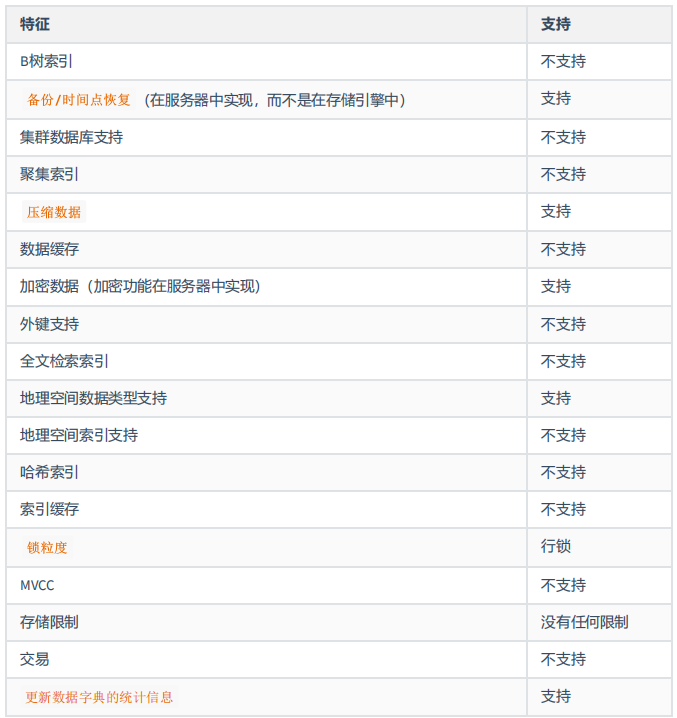 特征 支持
B树索引 不支持
备份/时间点恢复 （在服务器中实现，而不是在存储引擎中） 支持
集群数据库支持 不支持
聚集索引 不支持
压缩数据 支持
数据缓存 不支持
加密数据（加密功能在服务器中实现） 支持
外键支持 不支持
全文检索索引 不支持
地理空间数据类型支持 支持
地理空间索引支持 不支持
哈希索引 不支持
索引缓存 不支持
锁粒度 行锁
MVCC 不支持
存储限制 没有任何限制
交易 不支持
更新数据字典的统计信息 支持